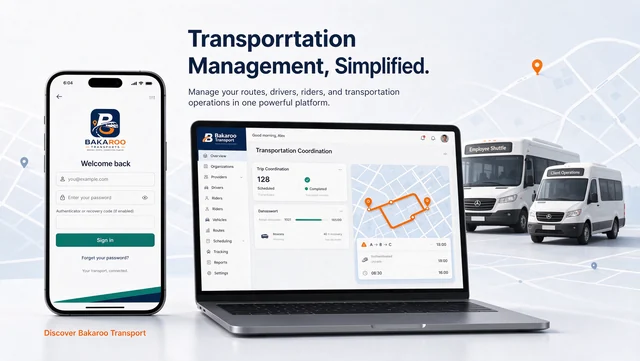 Transporrtation
Management, Simplified.
Manage your routes, drivers, riders, and transportation
operations in one powerful platform.
6:04
BAKAROO
TRANSPORTS
Welcome back
you@example.com
Enter your password
Authenticator or recovery code (if enabled)
Sign in
Forgot your password?
Your transport, connected.
Discover Bakaroo Transport
Bakaroo
Transport
Good morning, Alex
Overview
Organizations
Providers
Drivers
Riders
Riders
Vehicles
Routes
Scheduling
Tracking
Reports
Settings
Transportation Coordination
Trip Coordination
128
Scheduled
Completed
A → B → C
15:00
18:00
08:30
18:00
Employee Shuttle
Client Operations